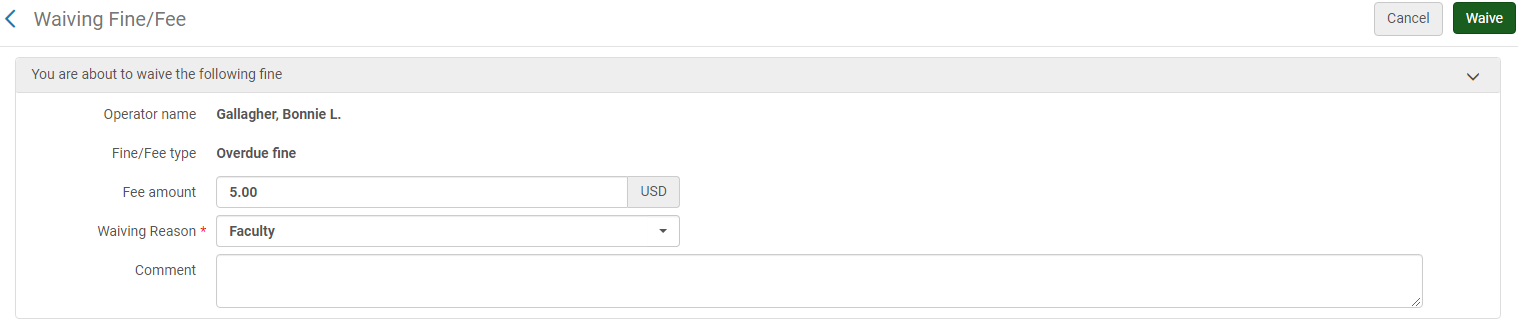 Waiving Fine/Fee
Cancel
Waive
You are about to waive the following fine
Operator name Gallagher, Bonnie L.
Fine/Fee type Overdue fine
Fee amount 5.00 USD
Waiving Reason * Faculty
Comment